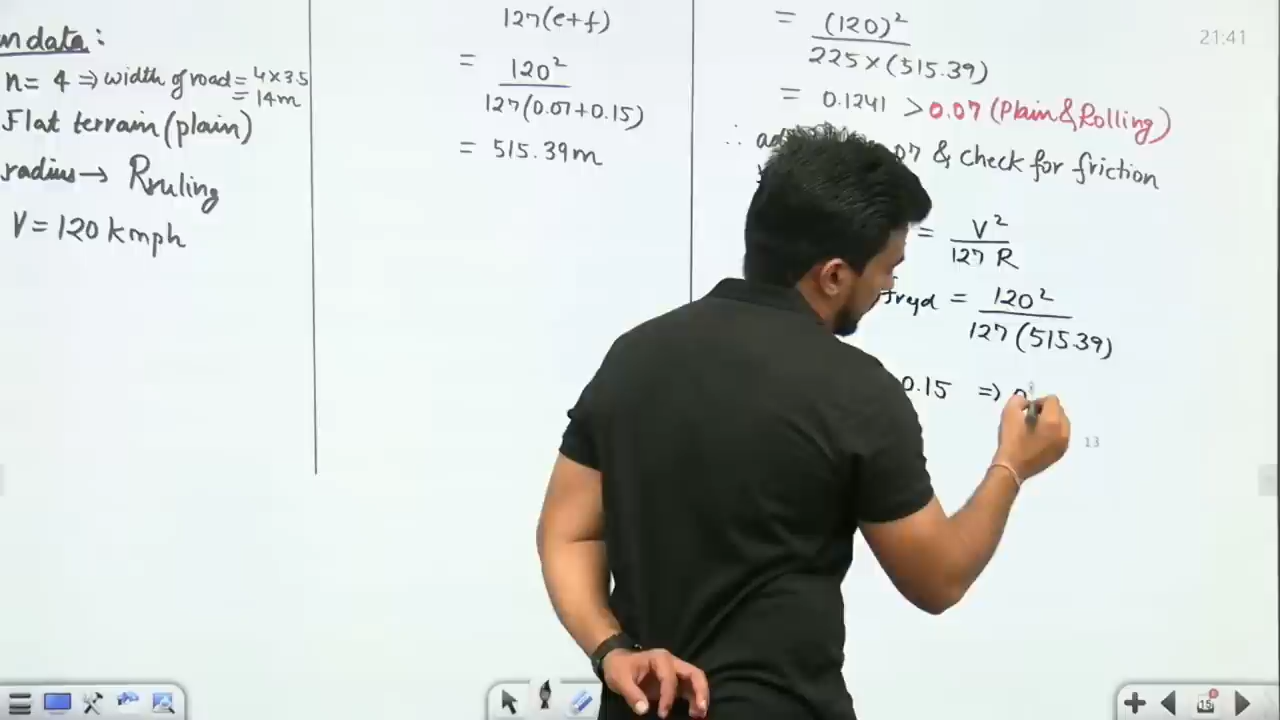 n data:
n = 4 ⇒ width of road = 4 x 3.5
= 14m
Flat terrain (plain)
radius → Rruling
V = 120 kmph
127(e+f)
= 120²
127(0.07+0.15)
= 515.39m
= (120)²
225×(515.39)
= 0.1241 > 0.07 (Plain & Rolling)
∴ 07 & check for friction
= V²
127 R
freqd = 120²
127 (515.39)
0.15 ⇒
21:41
13
15